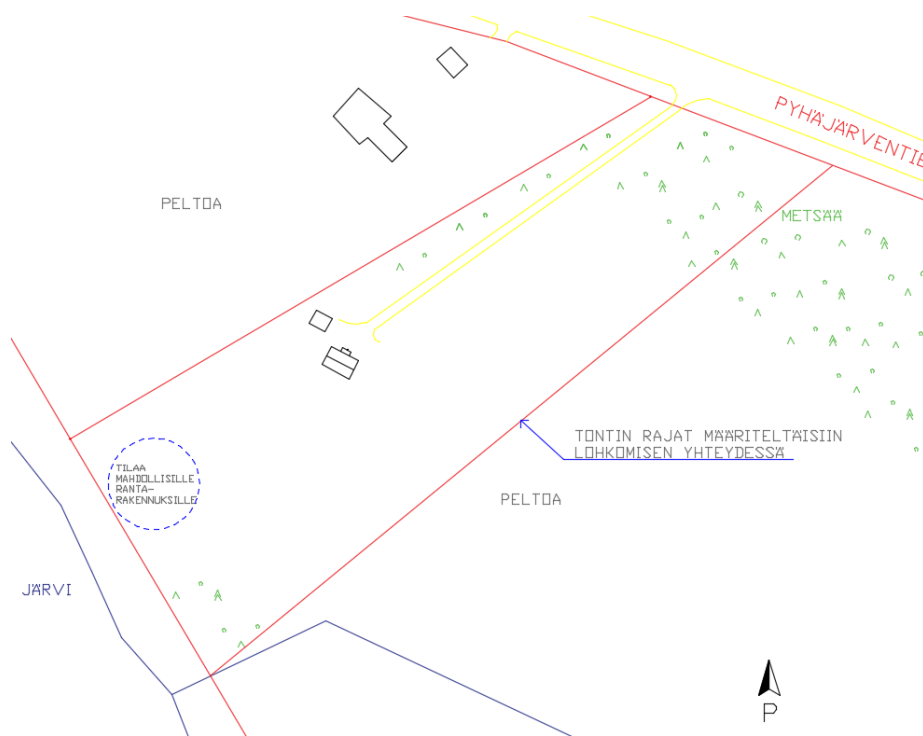 PYHÄJÄRVENTIE
PELTOA
METSÄÄ
TONTIN RAJAT MÄÄRITELTÄISIIN
LOHKOMISEN YHTEYDESSÄ
TILAA
MAHDOLLISILLE
RANTA-
RAKENNUKSILLE
PELTOA
JÄRVI
P